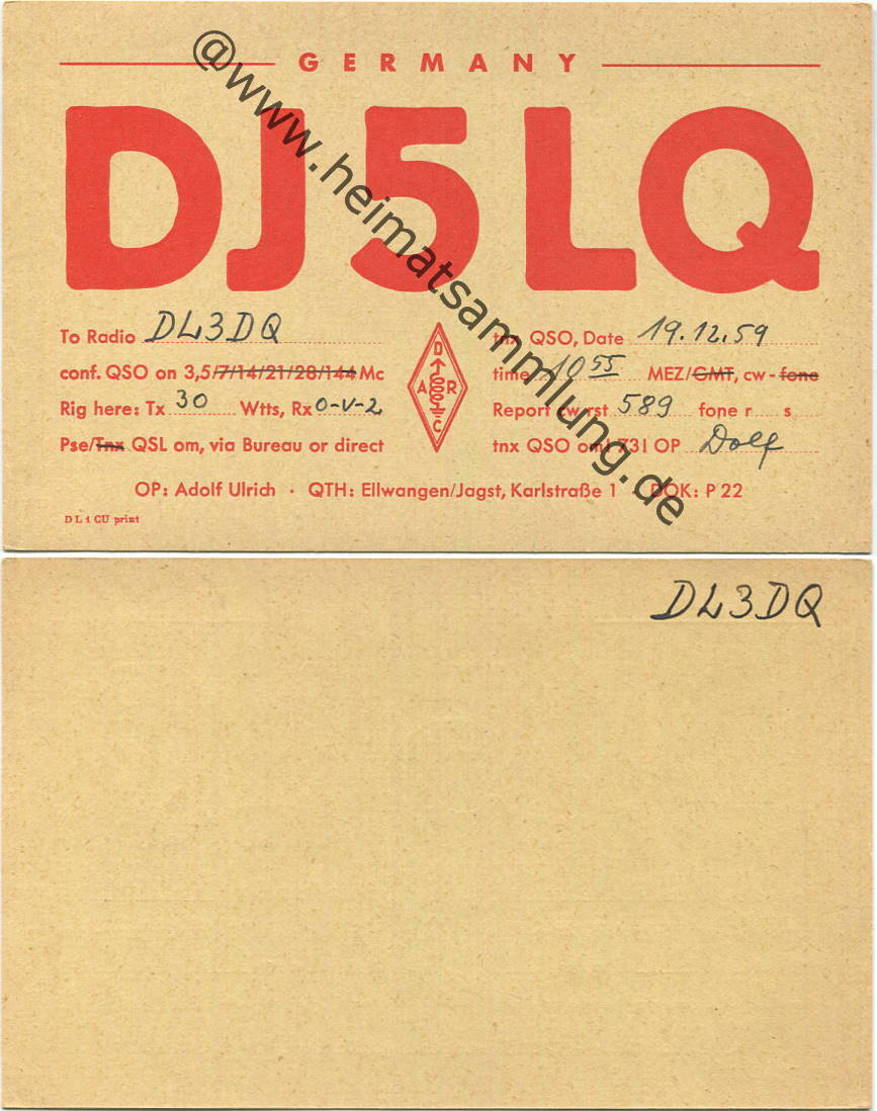 GERMANY
DJ5LQ
To Radio DL3DQ
tnx QSO, Date 19.12.59
conf. QSO on 3,5/7/14/21/28/144 Mc
time 10 55 MEZ/GMT, cw - fone
Rig here: Tx 30 Wtts, Rx 0-V-2
Report cw rst 589 fone r s
Pse/Tnx QSL om, via Bureau or direct
tnx QSO om! 73! OP Dolf
D A R C
OP: Adolf Ulrich · QTH: Ellwangen/Jagst, Karlstraße 1 DOK: P 22
DL1CU print
@www.heimatsammlung.de
DL3DQ